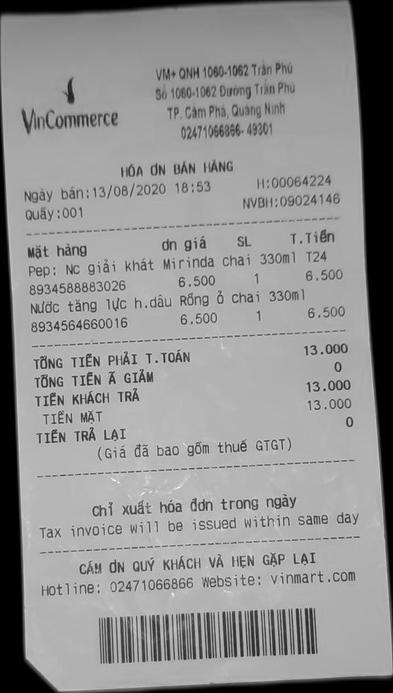 VinCommerce
VM+ QNH 1060-1062 Trần Phú
Số 1060-1062 Đường Trần Phú
TP. Cẩm Phả, Quảng Ninh
02471066866- 49301
HÓA ƠN BÁN HÀNG
Ngày bán:13/08/2020 18:53 H:00064224
Quầy:001 NVBH:09024146
Mặt hàng ơn giá SL T.Tiền
Pep: Nc giải khát Mirinda chai 330ml T24
8934588883026 6.500 1 6.500
Nước tăng lực h.dâu Rồng ỏ chai 330ml
8934564660016 6.500 1 6.500
TỔNG TIỀN PHẢI T.TOÁN 13.000
TỔNG TIỀN Ã GIẢM 0
TIỀN KHÁCH TRẢ 13.000
TIỀN MẶT 13.000
TIỀN TRẢ LẠI 0
(Giá đã bao gồm thuế GTGT)
Chỉ xuất hóa đơn trong ngày
Tax invoice will be issued within same day
CÁM ƠN QUÝ KHÁCH VÀ HẸN GẶP LẠI
Hotline: 02471066866 Website: vinmart.com